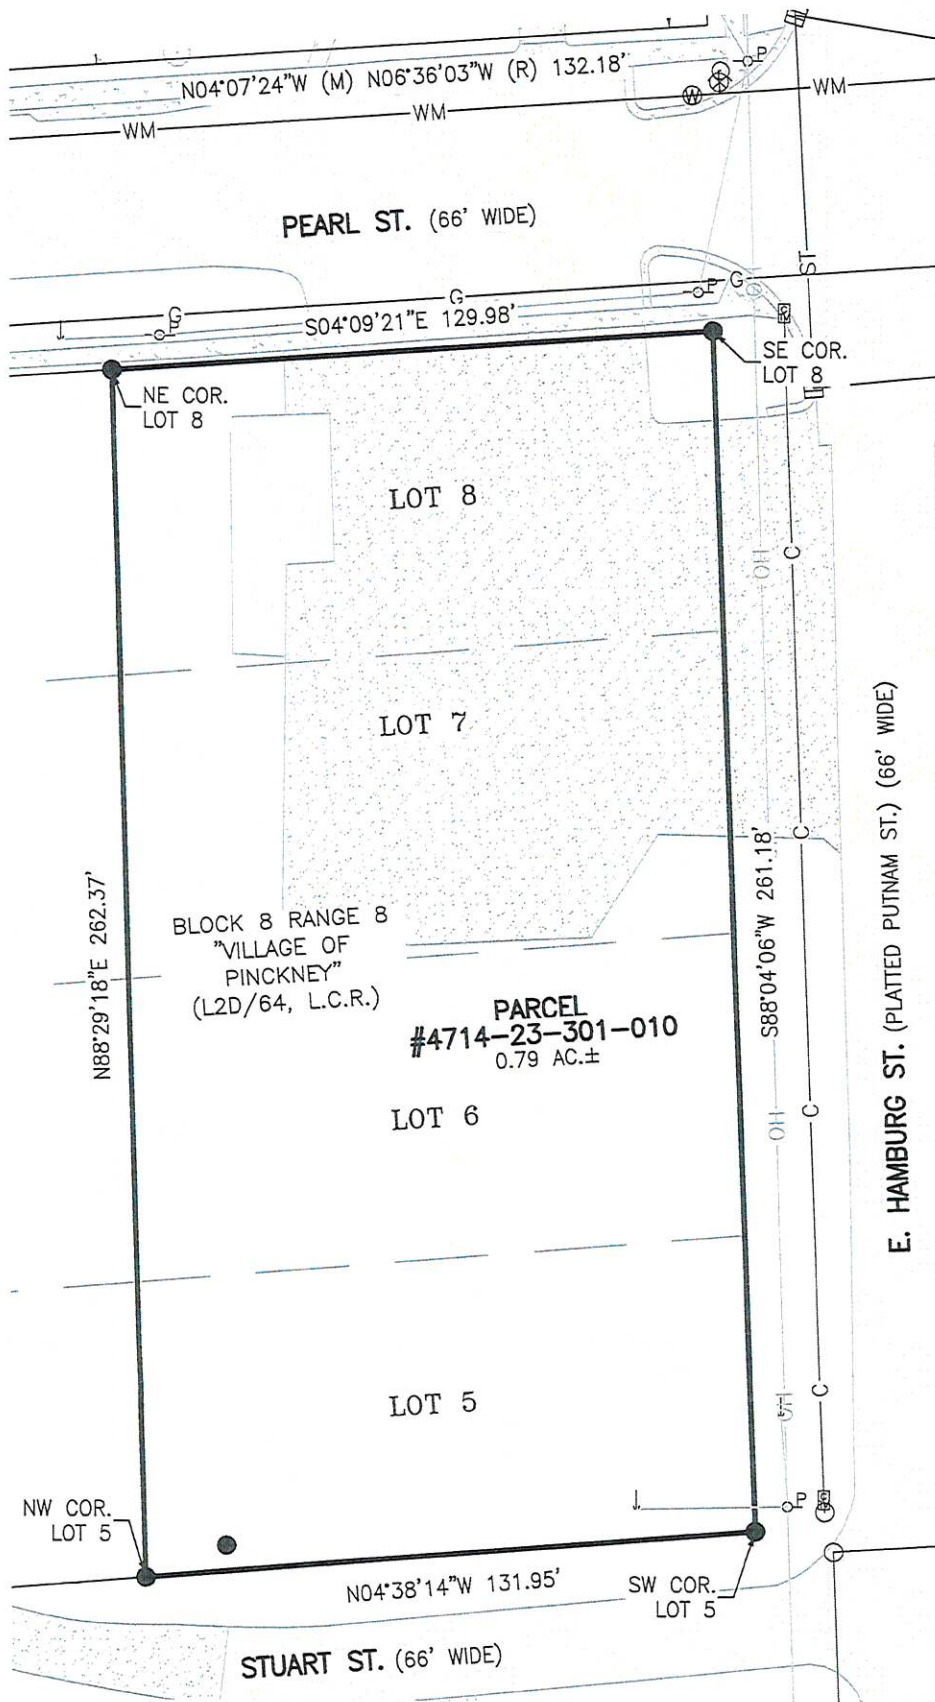 P
N04°07'24"W (M) N06°36'03"W (R) 132.18'
W
WM
WM
WM
PEARL ST. (66' WIDE)
ST
P
G
G
G
P
S04°09'21"E 129.98'
SE COR.
LOT 8
NE COR.
LOT 8
LOT 8
C
OH
LOT 7
C
N88°29'18"E 262.37'
S88°04'06"W 261.18'
E. HAMBURG ST. (PLATTED PUTNAM ST.) (66' WIDE)
BLOCK 8 RANGE 8
"VILLAGE OF
PINCKNEY"
(L2D/64, L.C.R.)
PARCEL
#4714-23-301-010
0.79 AC.±
LOT 6
OH
C
LOT 5
OH
C
NW COR.
LOT 5
P
N04°38'14"W 131.95'
SW COR.
LOT 5
STUART ST. (66' WIDE)